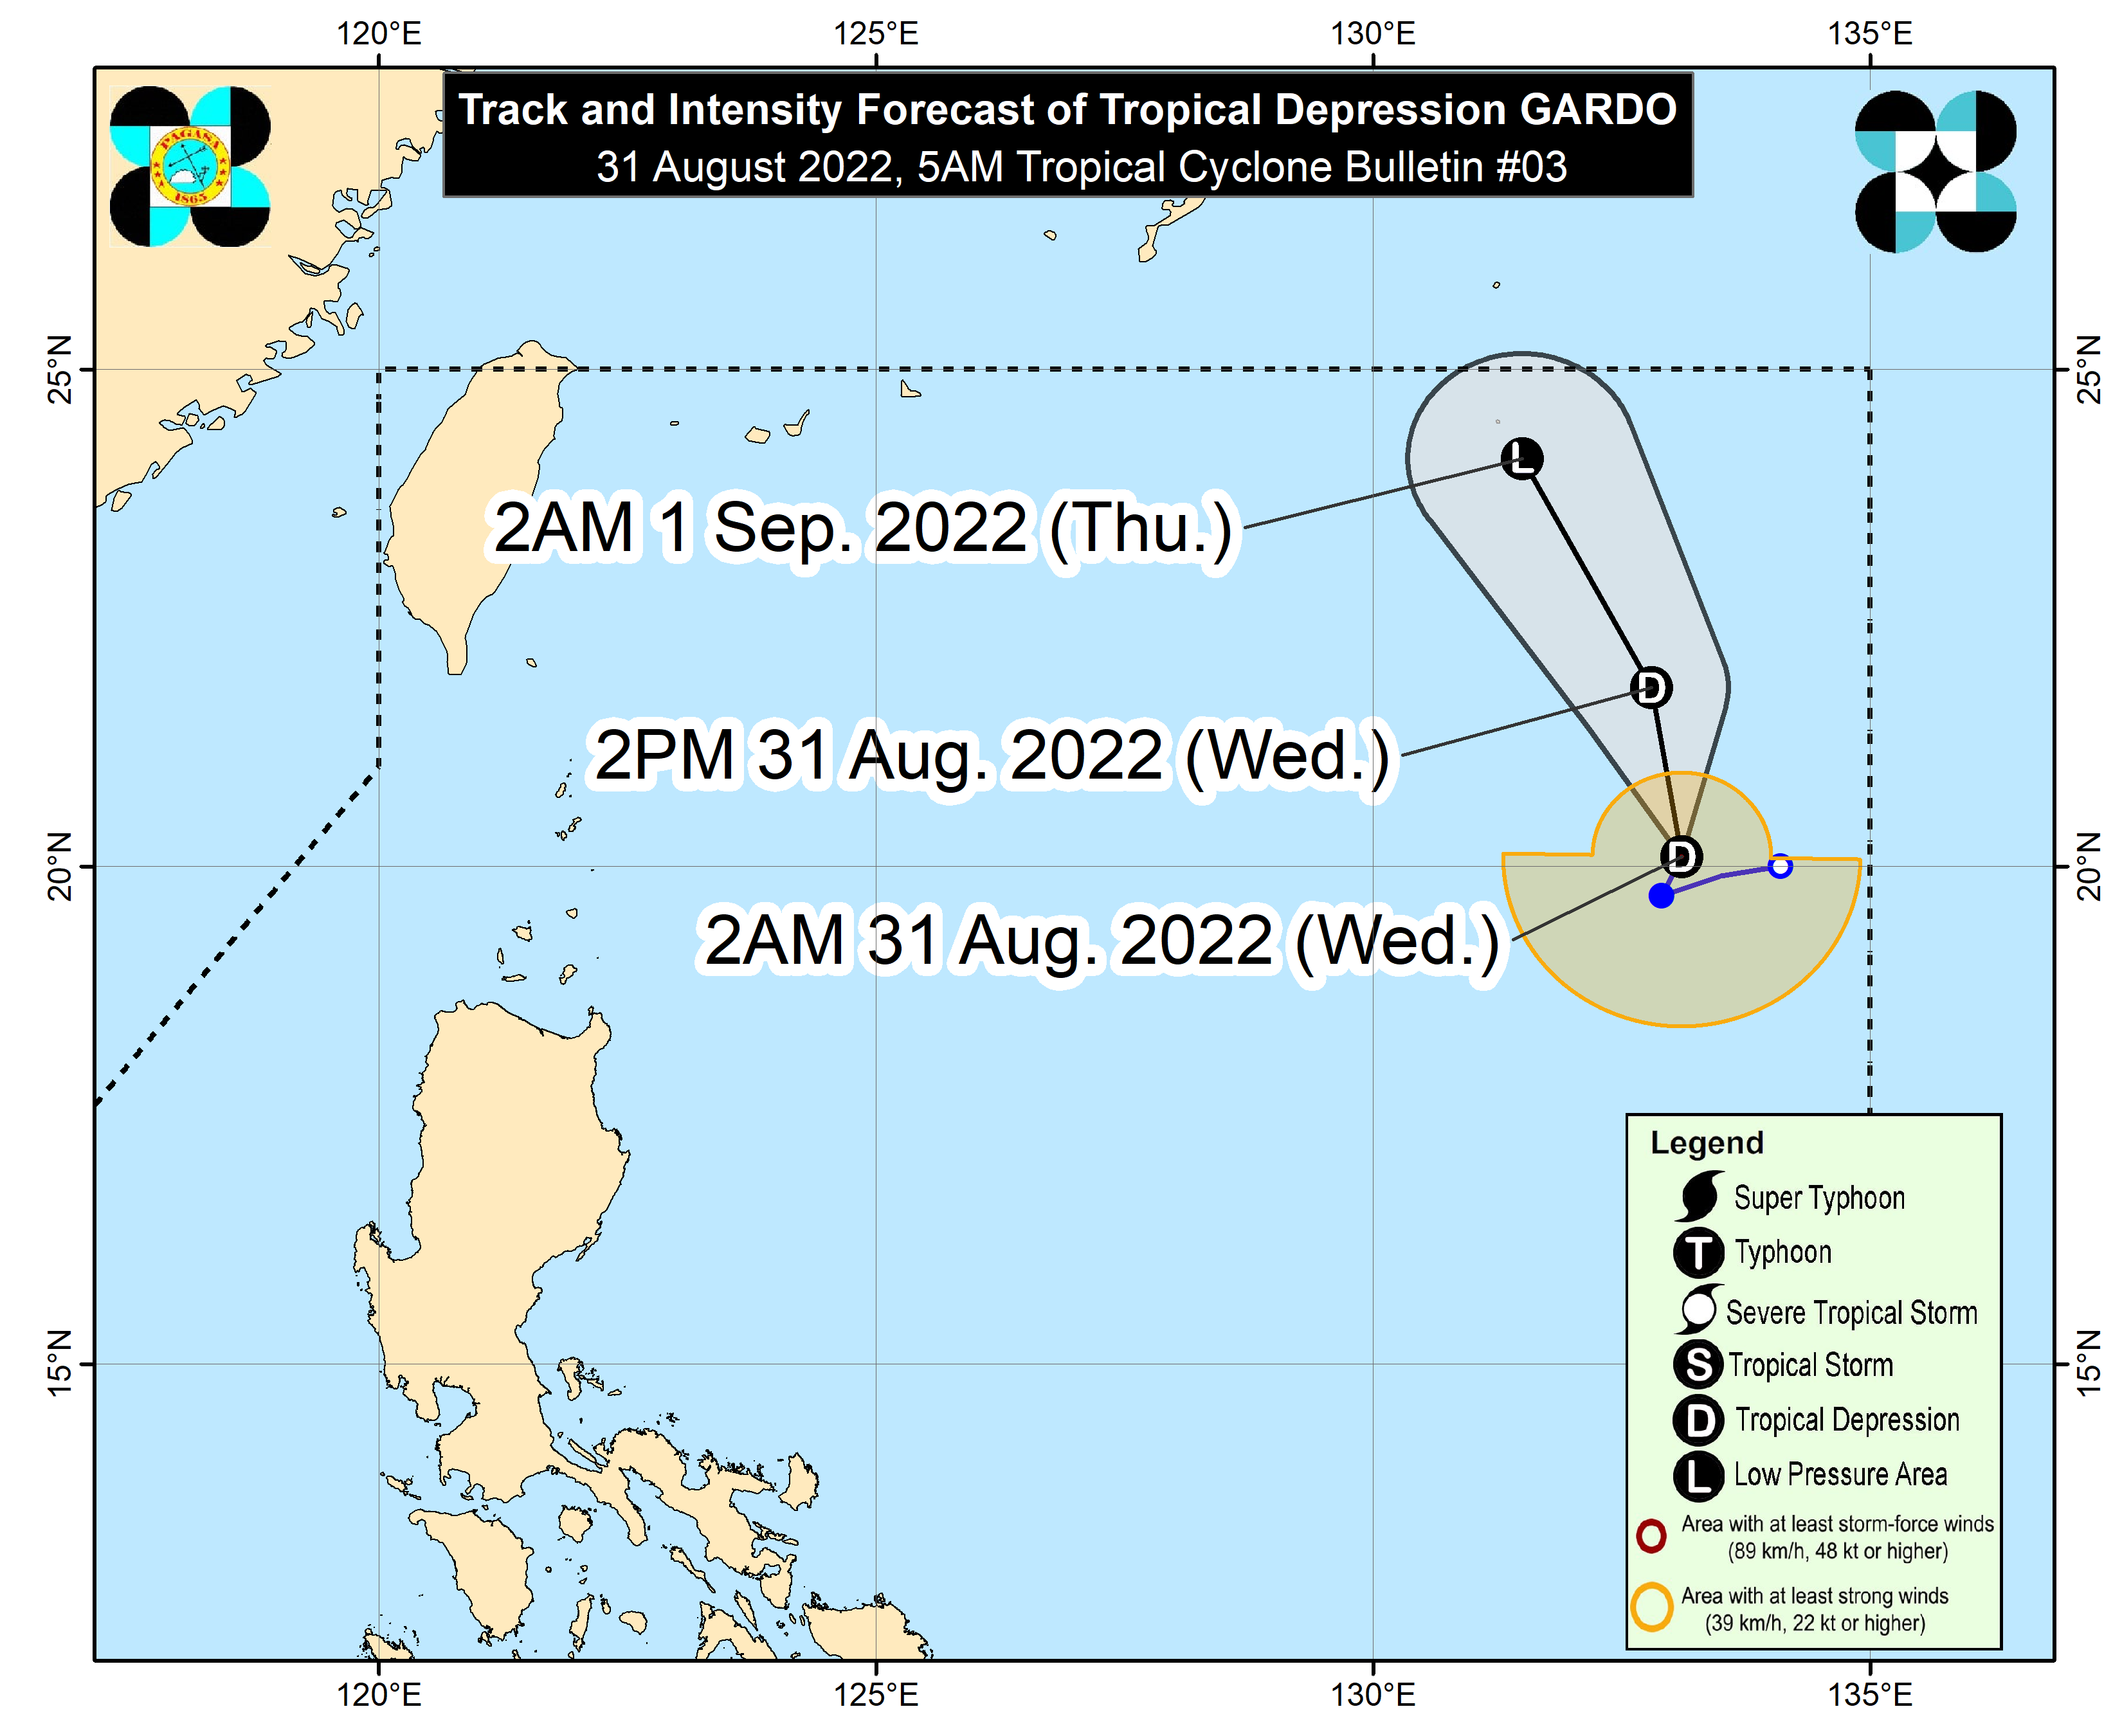 120°E 125°E 130°E 135°E
Track and Intensity Forecast of Tropical Depression GARDO
31 August 2022, 5AM Tropical Cyclone Bulletin #03
PAGASA
1865
25°N 25°N
L
2AM 1 Sep. 2022 (Thu.)
D
2PM 31 Aug. 2022 (Wed.)
20°N 20°N
D
2AM 31 Aug. 2022 (Wed.)
Legend
Super Typhoon
T Typhoon
Severe Tropical Storm
15°N 15°N
S Tropical Storm
D Tropical Depression
L Low Pressure Area
Area with at least storm-force winds
(89 km/h, 48 kt or higher)
Area with at least strong winds
(39 km/h, 22 kt or higher)
120°E 125°E 130°E 135°E